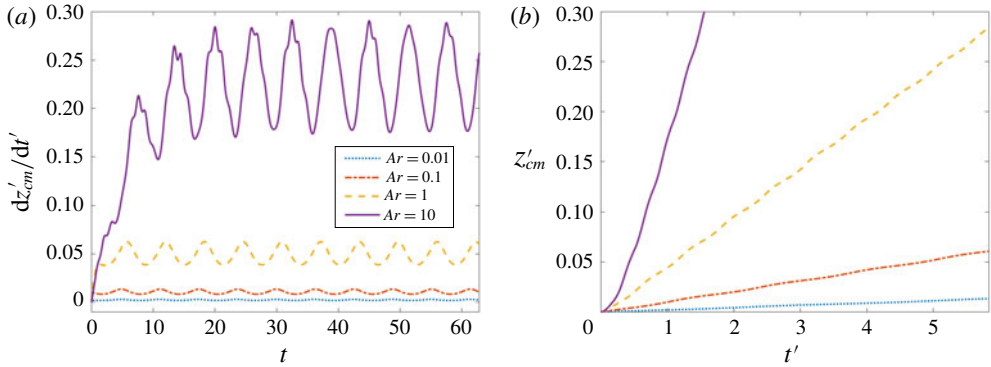 (a)
0.30
0.25
0.20
0.15
0.10
0.05
0
dz′cm/dt′
Ar = 0.01
Ar = 0.1
Ar = 1
Ar = 10
0 10 20 30 40 50 60
t
(b)
0.30
0.25
0.20
0.15
0.10
0.05
z′cm
0 1 2 3 4 5
t′